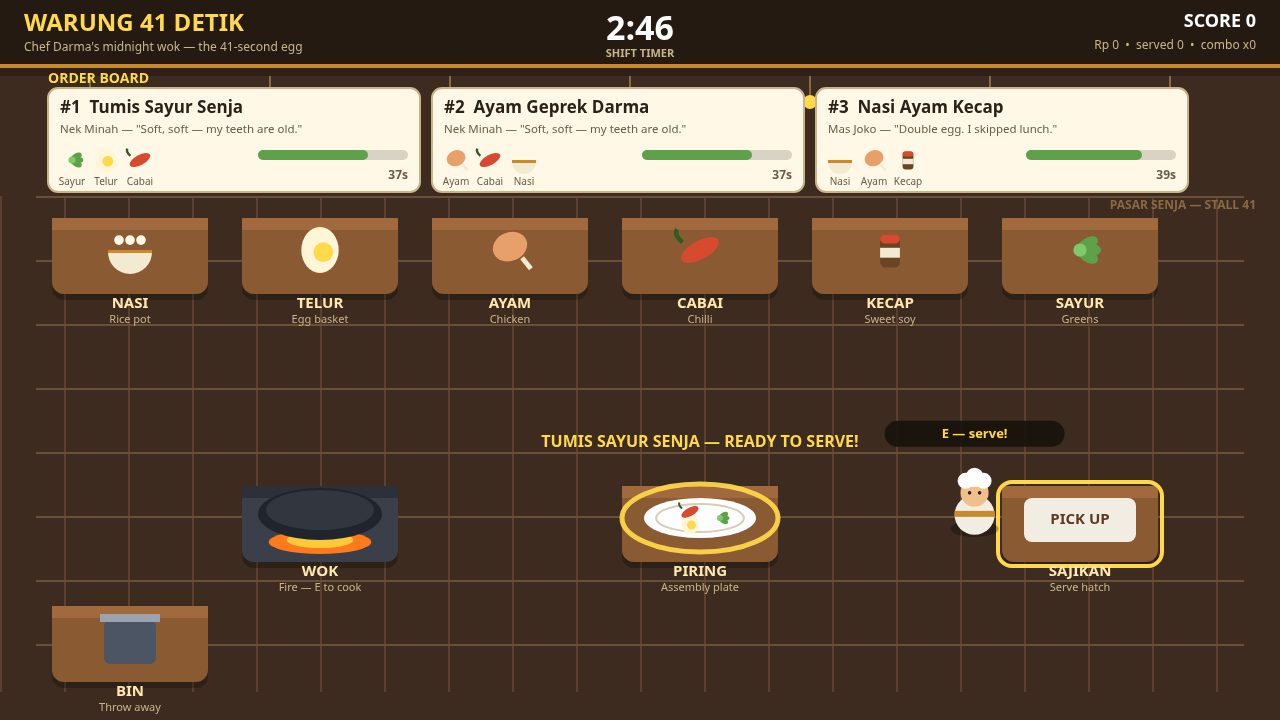 WARUNG 41 DETIK
Chef Darma's midnight wok — the 41-second egg
2:46
SHIFT TIMER
SCORE 0
Rp 0 • served 0 • combo x0
ORDER BOARD
#1 Tumis Sayur Senja
Nek Minah — "Soft, soft — my teeth are old."
Sayur Telur Cabai
37s
#2 Ayam Geprek Darma
Nek Minah — "Soft, soft — my teeth are old."
Ayam Cabai Nasi
37s
#3 Nasi Ayam Kecap
Mas Joko — "Double egg. I skipped lunch."
Nasi Ayam Kecap
39s
PASAR SENJA — STALL 41
NASI
Rice pot
TELUR
Egg basket
AYAM
Chicken
CABAI
Chilli
KECAP
Sweet soy
SAYUR
Greens
TUMIS SAYUR SENJA — READY TO SERVE!
E — serve!
WOK
Fire — E to cook
PIRING
Assembly plate
PICK UP
SAJIKAN
Serve hatch
BIN
Throw away